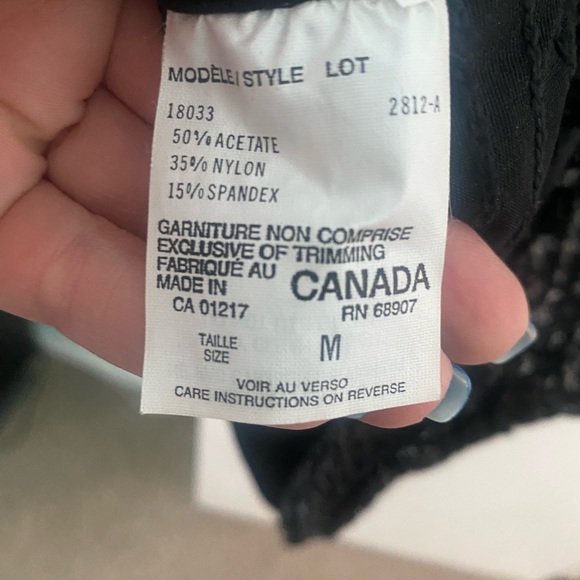 MODÈLE/STYLE LOT
18033 2812-A
50% ACETATE
35% NYLON
15% SPANDEX
GARNITURE NON COMPRISE
EXCLUSIVE OF TRIMMING
FABRIQUÉ AU
MADE IN CANADA
CA 01217 RN 68907
TAILLE
SIZE M
VOIR AU VERSO
CARE INSTRUCTIONS ON REVERSE